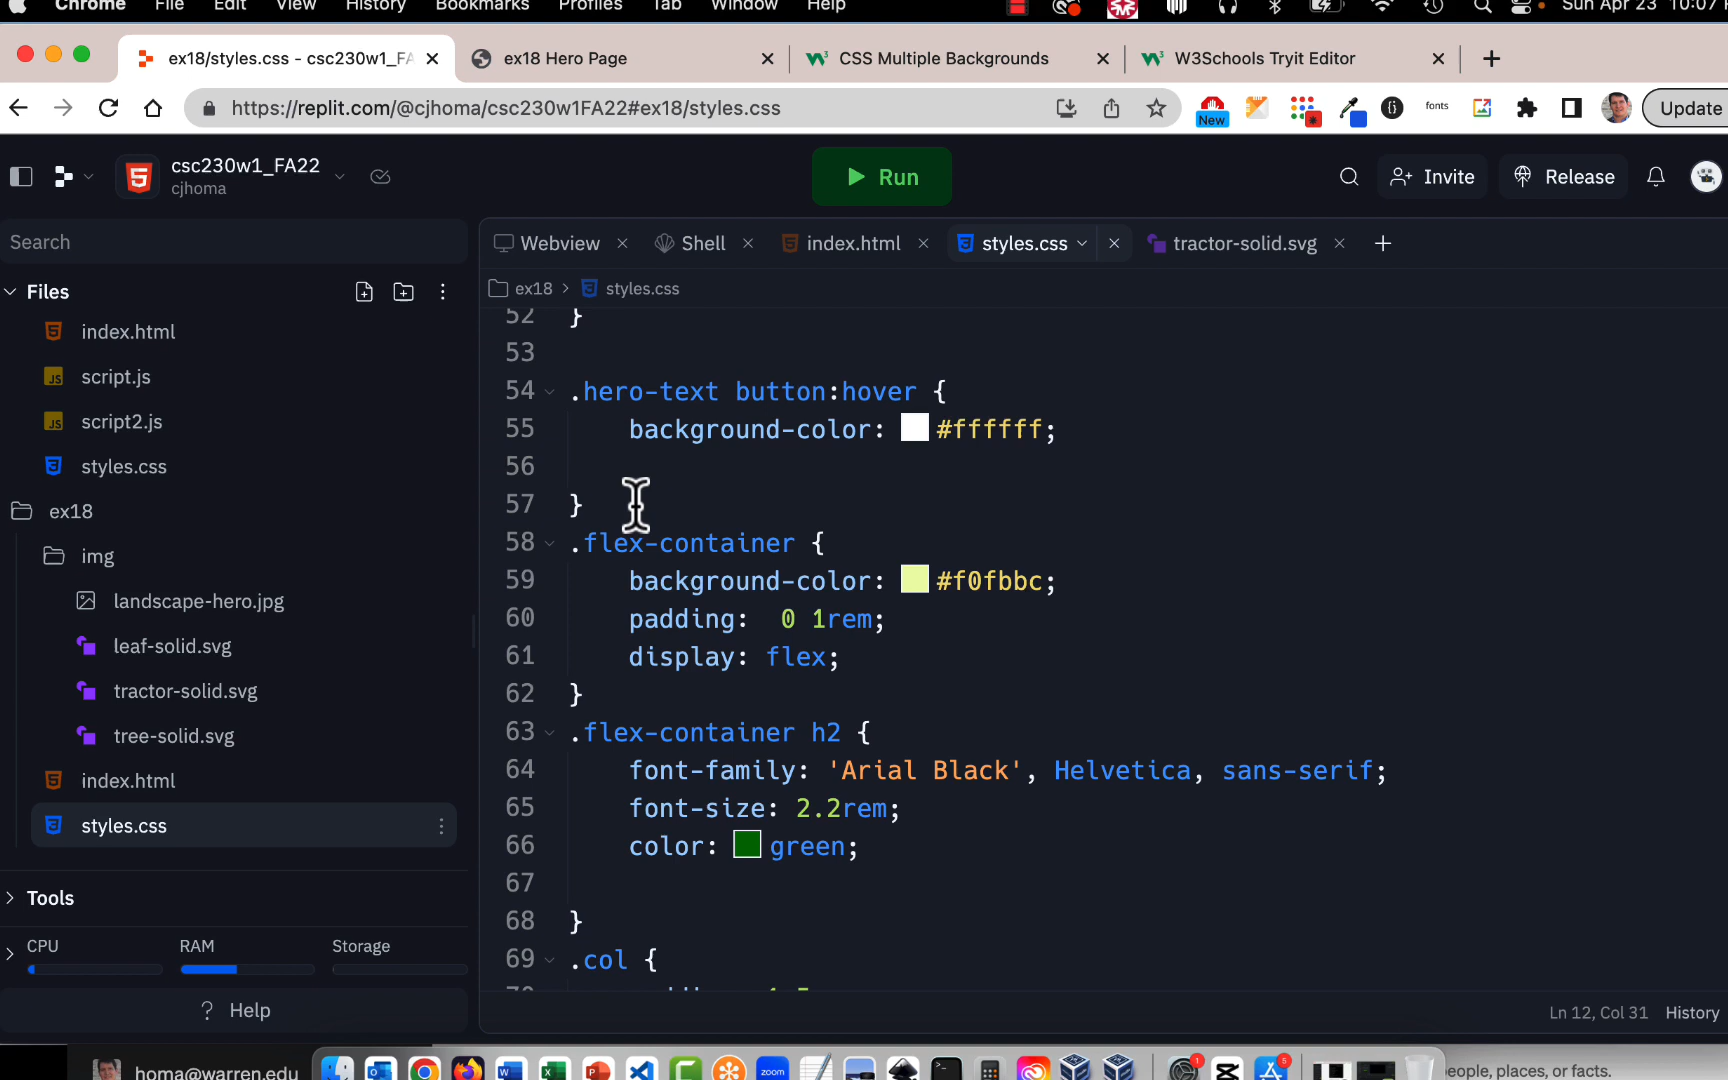 Chrome File Edit View History Bookmarks Profiles Tab Window Help Sun Apr 23 10:07
ex18/styles.css - csc230w1_FA
ex18 Hero Page
CSS Multiple Backgrounds
W3Schools Tryit Editor
https://replit.com/@cjhoma/csc230w1FA22#ex18/styles.css
New
fonts
Update
csc230w1_FA22
cjhoma
Run
Invite
Release
Search
Webview
Shell
index.html
styles.css
tractor-solid.svg
Files
ex18 > styles.css
index.html
script.js
script2.js
styles.css
ex18
img
landscape-hero.jpg
leaf-solid.svg
tractor-solid.svg
tree-solid.svg
index.html
styles.css
Tools
CPU RAM Storage
? Help
52 }
53
54 .hero-text button:hover {
55 background-color: #ffffff;
56
57 }
58 .flex-container {
59 background-color: #f0fbbc;
60 padding: 0 1rem;
61 display: flex;
62 }
63 .flex-container h2 {
64 font-family: 'Arial Black', Helvetica, sans-serif;
65 font-size: 2.2rem;
66 color: green;
67
68 }
69 .col {
Ln 12, Col 31 History
homa@warren.edu
zoom
people, places, or facts.